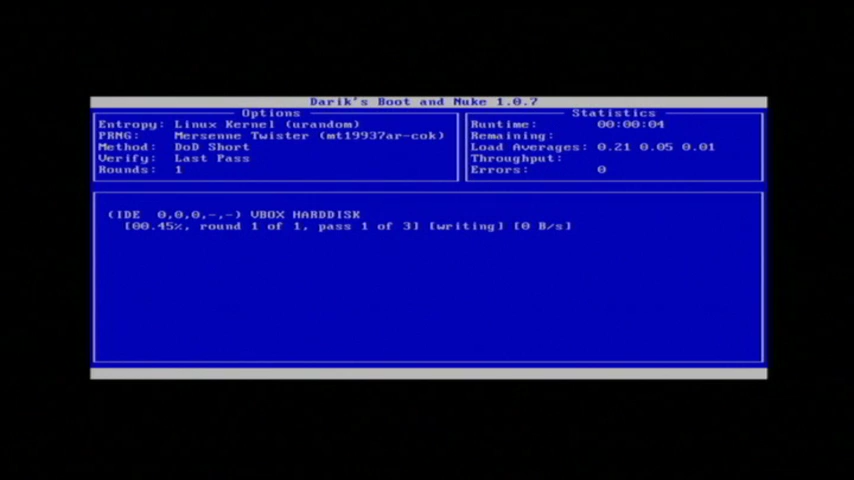 Darik's Boot and Nuke 1.0.7
Options
Entropy: Linux Kernel (urandom)
PRNG: Mersenne Twister (mt19937ar-cok)
Method: DoD Short
Verify: Last Pass
Rounds: 1
Statistics
Runtime: 00:00:04
Remaining:
Load Averages: 0.21 0.05 0.01
Throughput:
Errors: 0
(IDE 0,0,0,-,-) VBOX HARDDISK
[00.45%, round 1 of 1, pass 1 of 3] [writing] [0 B/s]